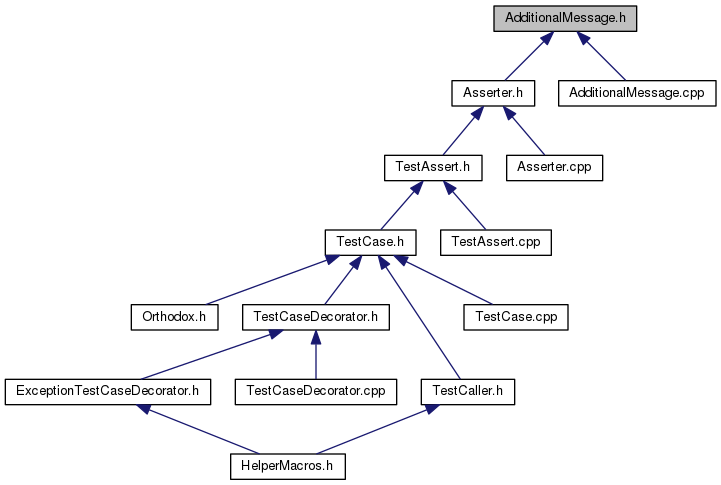 AdditionalMessage.h
Asserter.h
AdditionalMessage.cpp
TestAssert.h
Asserter.cpp
TestCase.h
TestAssert.cpp
Orthodox.h
TestCaseDecorator.h
TestCase.cpp
ExceptionTestCaseDecorator.h
TestCaseDecorator.cpp
TestCaller.h
HelperMacros.h